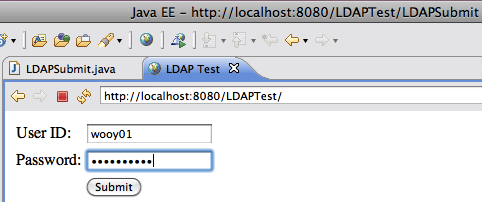 Java EE - http://localhost:8080/LDAPTest/LDAPSubmit
LDAPSubmit.java
LDAP Test
http://localhost:8080/LDAPTest/
User ID: wooy01
Password: ••••••••••
Submit